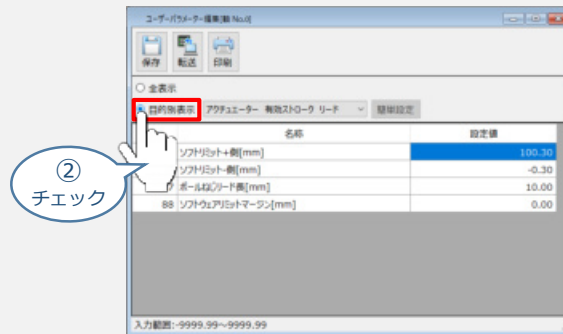 ユーザーパラメーター編集[軸 No.0]
保存 転送 印刷
全表示
目的別表示 アクチュエーター 有効ストローク リード 簡単設定
名称 設定値
ソフトリミット+側[mm] 100.30
ソフトリミット-側[mm] -0.30
ボールねじリード長[mm] 10.00
88 ソフトウェアリミットマージン[mm] 0.00
②
チェック
入力範囲:-9999.99~9999.99